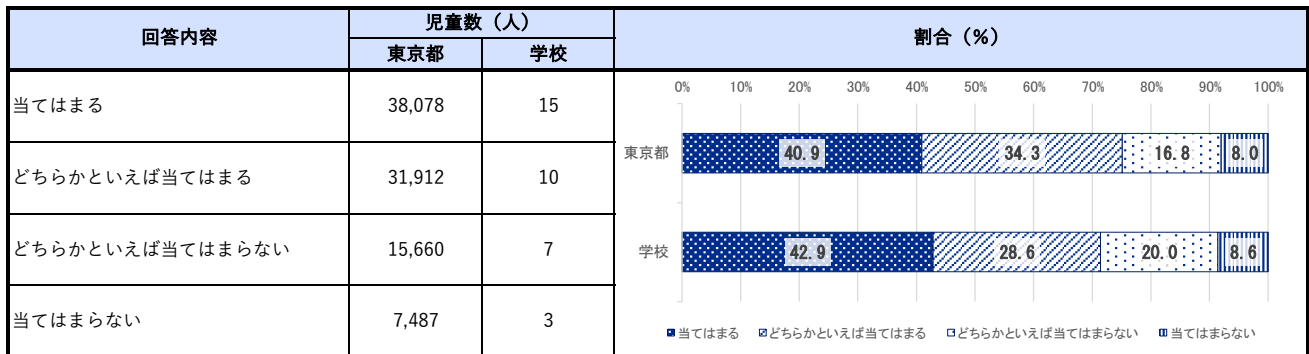 回答内容 児童数（人） 割合（%）
東京都 学校
当てはまる 38,078 15
どちらかといえば当てはまる 31,912 10
どちらかといえば当てはまらない 15,660 7
当てはまらない 7,487 3
0% 10% 20% 30% 40% 50% 60% 70% 80% 90% 100%
東京都 40.9 34.3 16.8 8.0
学校 42.9 28.6 20.0 8.6
当てはまる どちらかといえば当てはまる どちらかといえば当てはまらない 当てはまらない